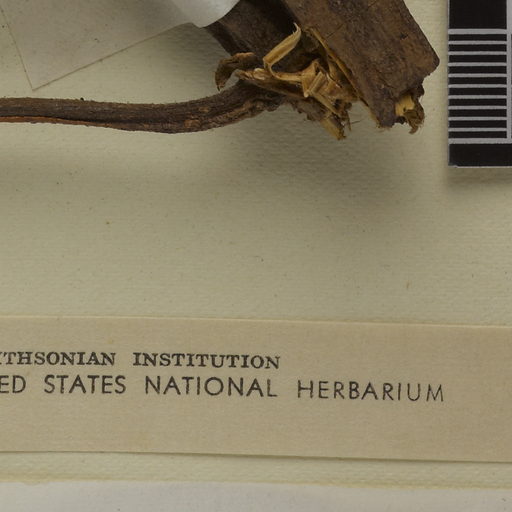 ITHSONIAN INSTITUTION
ED STATES NATIONAL HERBARIUM